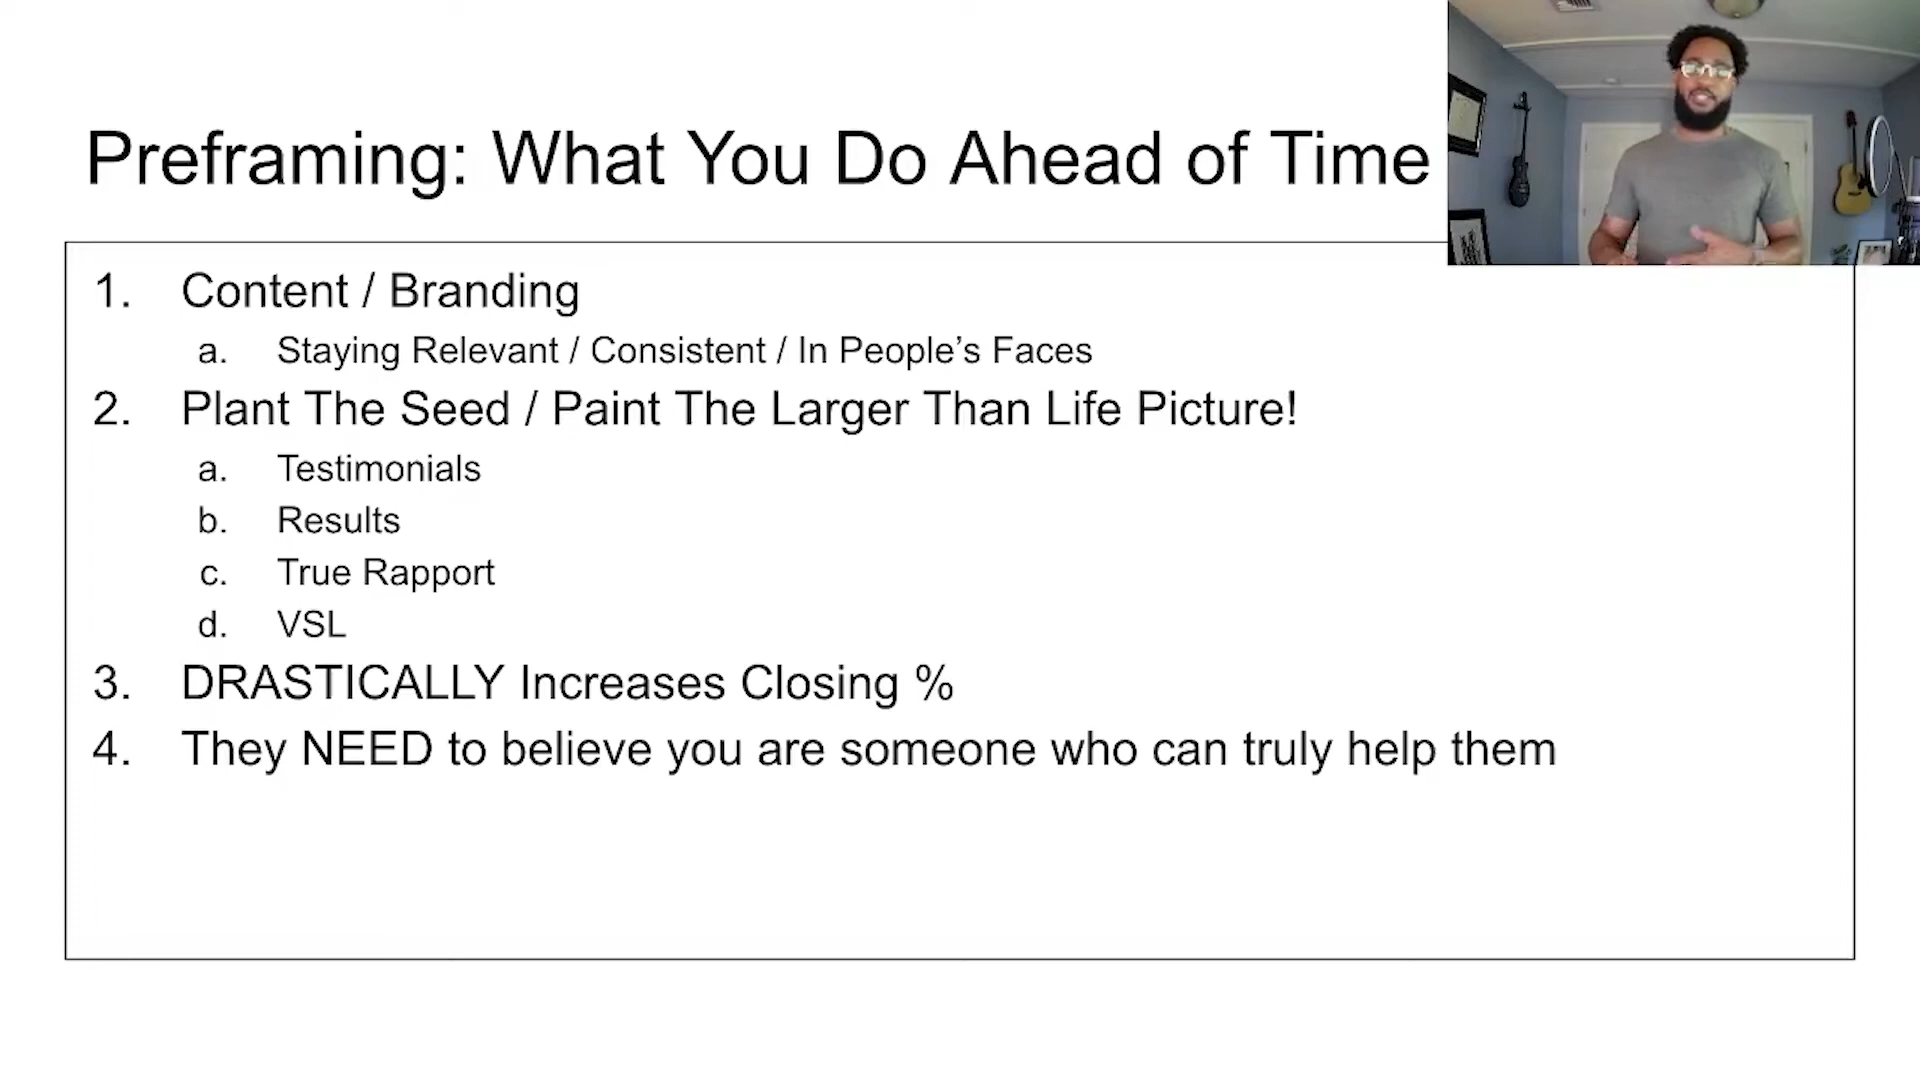 Preframing: What You Do Ahead of Time
1. Content / Branding
a. Staying Relevant / Consistent / In People’s Faces
2. Plant The Seed / Paint The Larger Than Life Picture!
a. Testimonials
b. Results
c. True Rapport
d. VSL
3. DRASTICALLY Increases Closing %
4. They NEED to believe you are someone who can truly help them